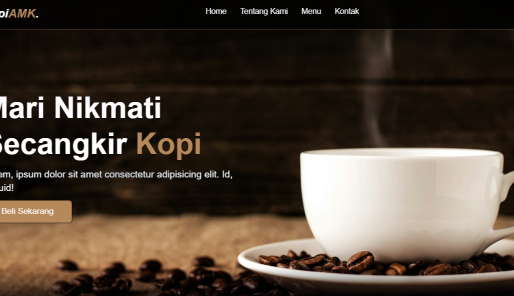 piAMK.
Home Tentang Kami Menu Kontak
Mari Nikmati
Secangkir Kopi
em, ipsum dolor sit amet consectetur adipisicing elit. Id,
uid!
Beli Sekarang